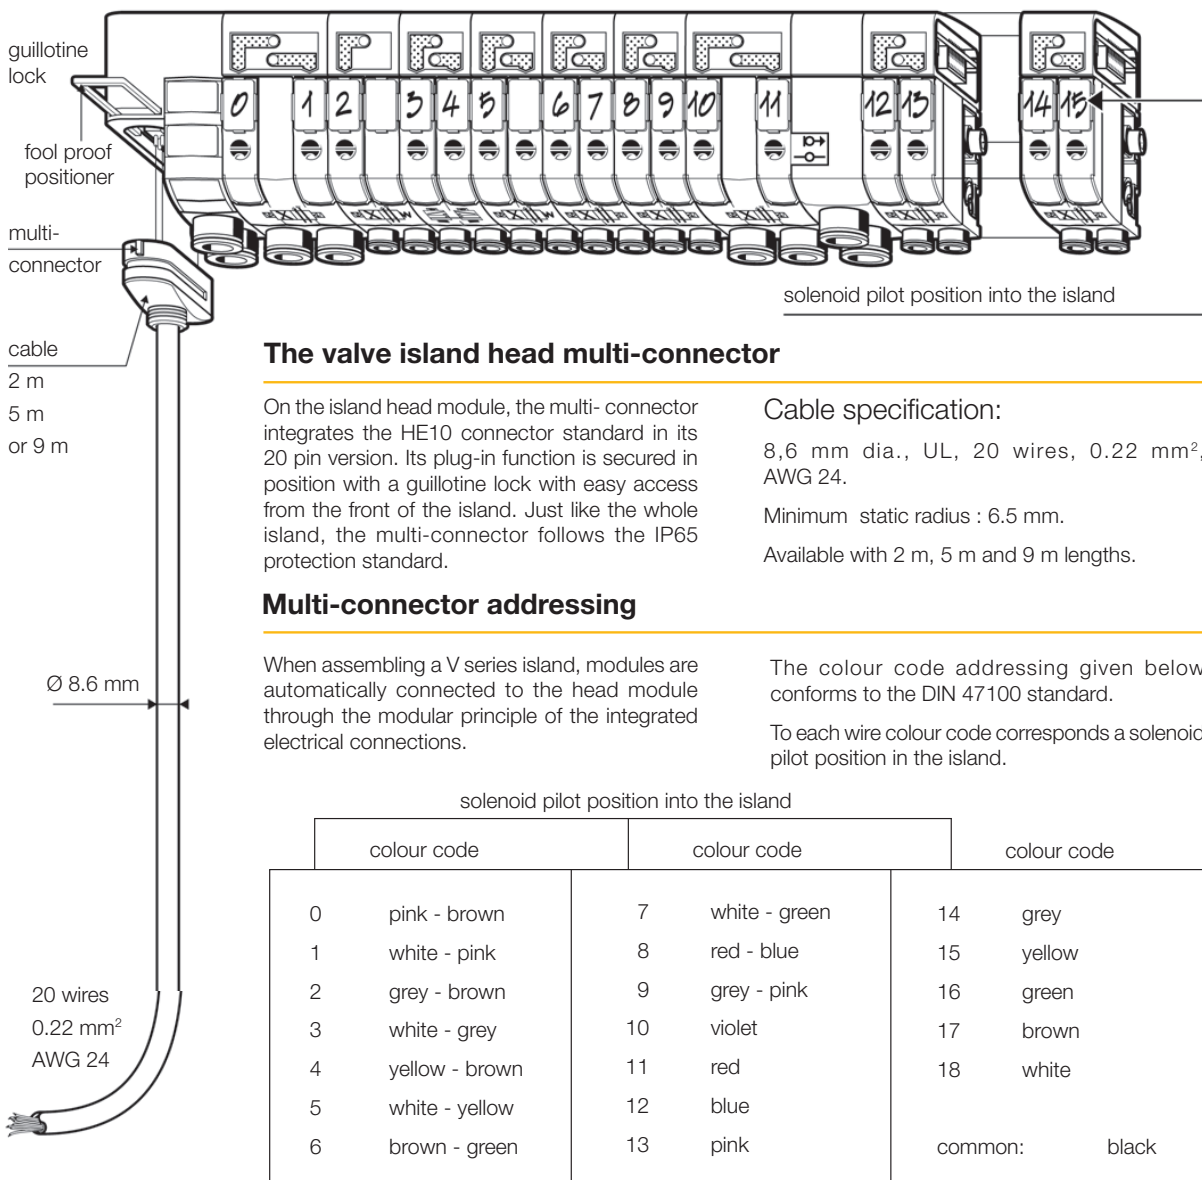 guillotine
lock
fool proof
positioner
multi-
connector
cable
2 m
5 m
or 9 m
Ø 8.6 mm
20 wires
0.22 mm²
AWG 24
0 1 2 3 4 5 6 7 8 9 10 11 12 13 14 15
solenoid pilot position into the island
The valve island head multi-connector
On the island head module, the multi- connector
integrates the HE10 connector standard in its
20 pin version. Its plug-in function is secured in
position with a guillotine lock with easy access
from the front of the island. Just like the whole
island, the multi-connector follows the IP65
protection standard.
Cable specification:
8,6 mm dia., UL, 20 wires, 0.22 mm²,
AWG 24.
Minimum static radius : 6.5 mm.
Available with 2 m, 5 m and 9 m lengths.
Multi-connector addressing
When assembling a V series island, modules are
automatically connected to the head module
through the modular principle of the integrated
electrical connections.
The colour code addressing given below
conforms to the DIN 47100 standard.
To each wire colour code corresponds a solenoid
pilot position in the island.
solenoid pilot position into the island
colour code colour code colour code
0 pink - brown 7 white - green 14 grey
1 white - pink 8 red - blue 15 yellow
2 grey - brown 9 grey - pink 16 green
3 white - grey 10 violet 17 brown
4 yellow - brown 11 red 18 white
5 white - yellow 12 blue
6 brown - green 13 pink common: black